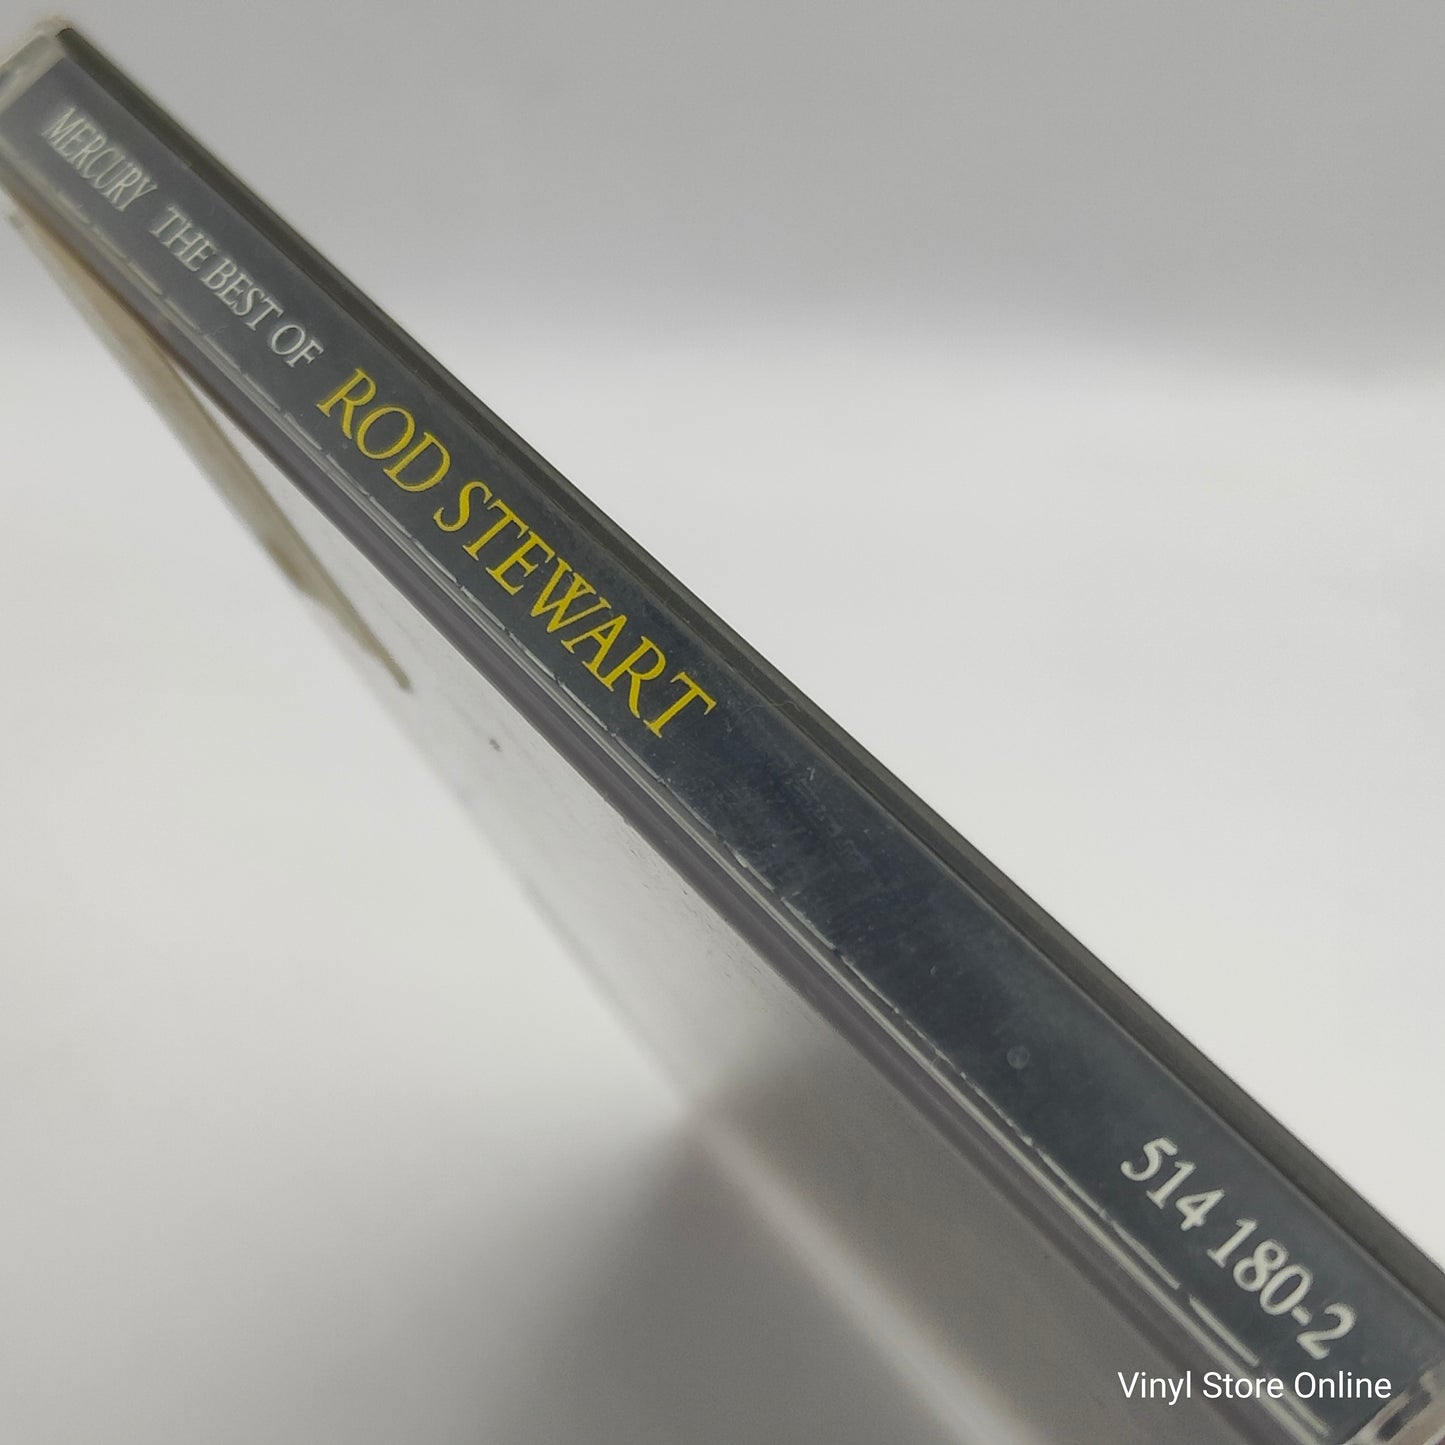 MERCURY THE BEST OF ROD STEWART 514 180-2
Vinyl Store Online